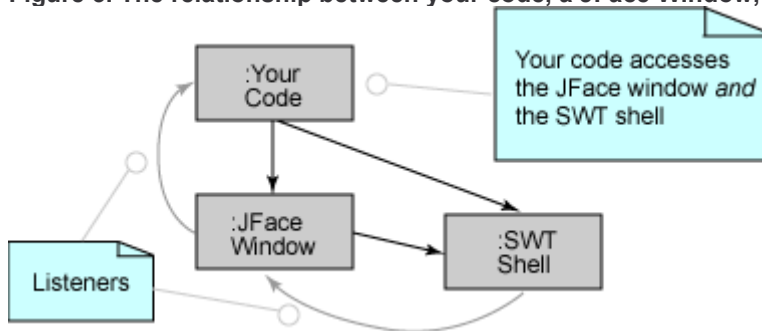 Figure 3. The relationship between your code, a JFace Window,
:Your
Code
Your code accesses
the JFace window and
the SWT shell
:JFace
Window
:SWT
Shell
Listeners